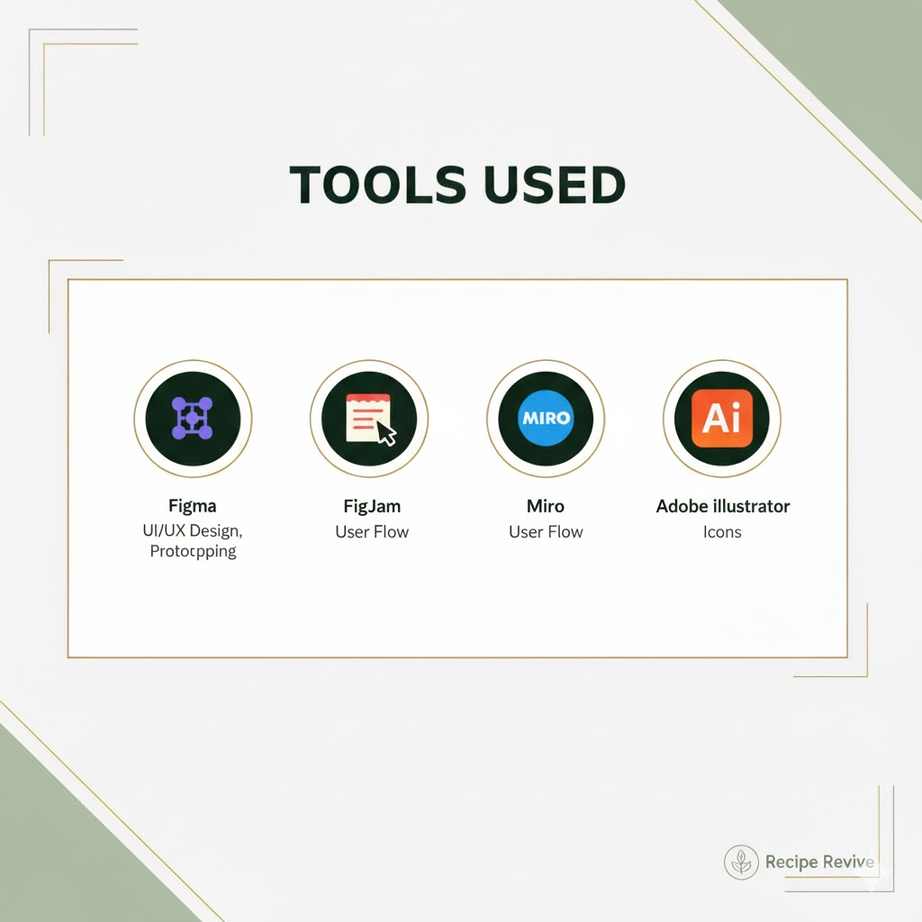 TOOLS USED
MIRO
Ai
Figma
FigJam
Miro
Adobe illustrator
UI/UX Design,
Prototpping
User Flow
User Flow
Icons
Recipe Revive